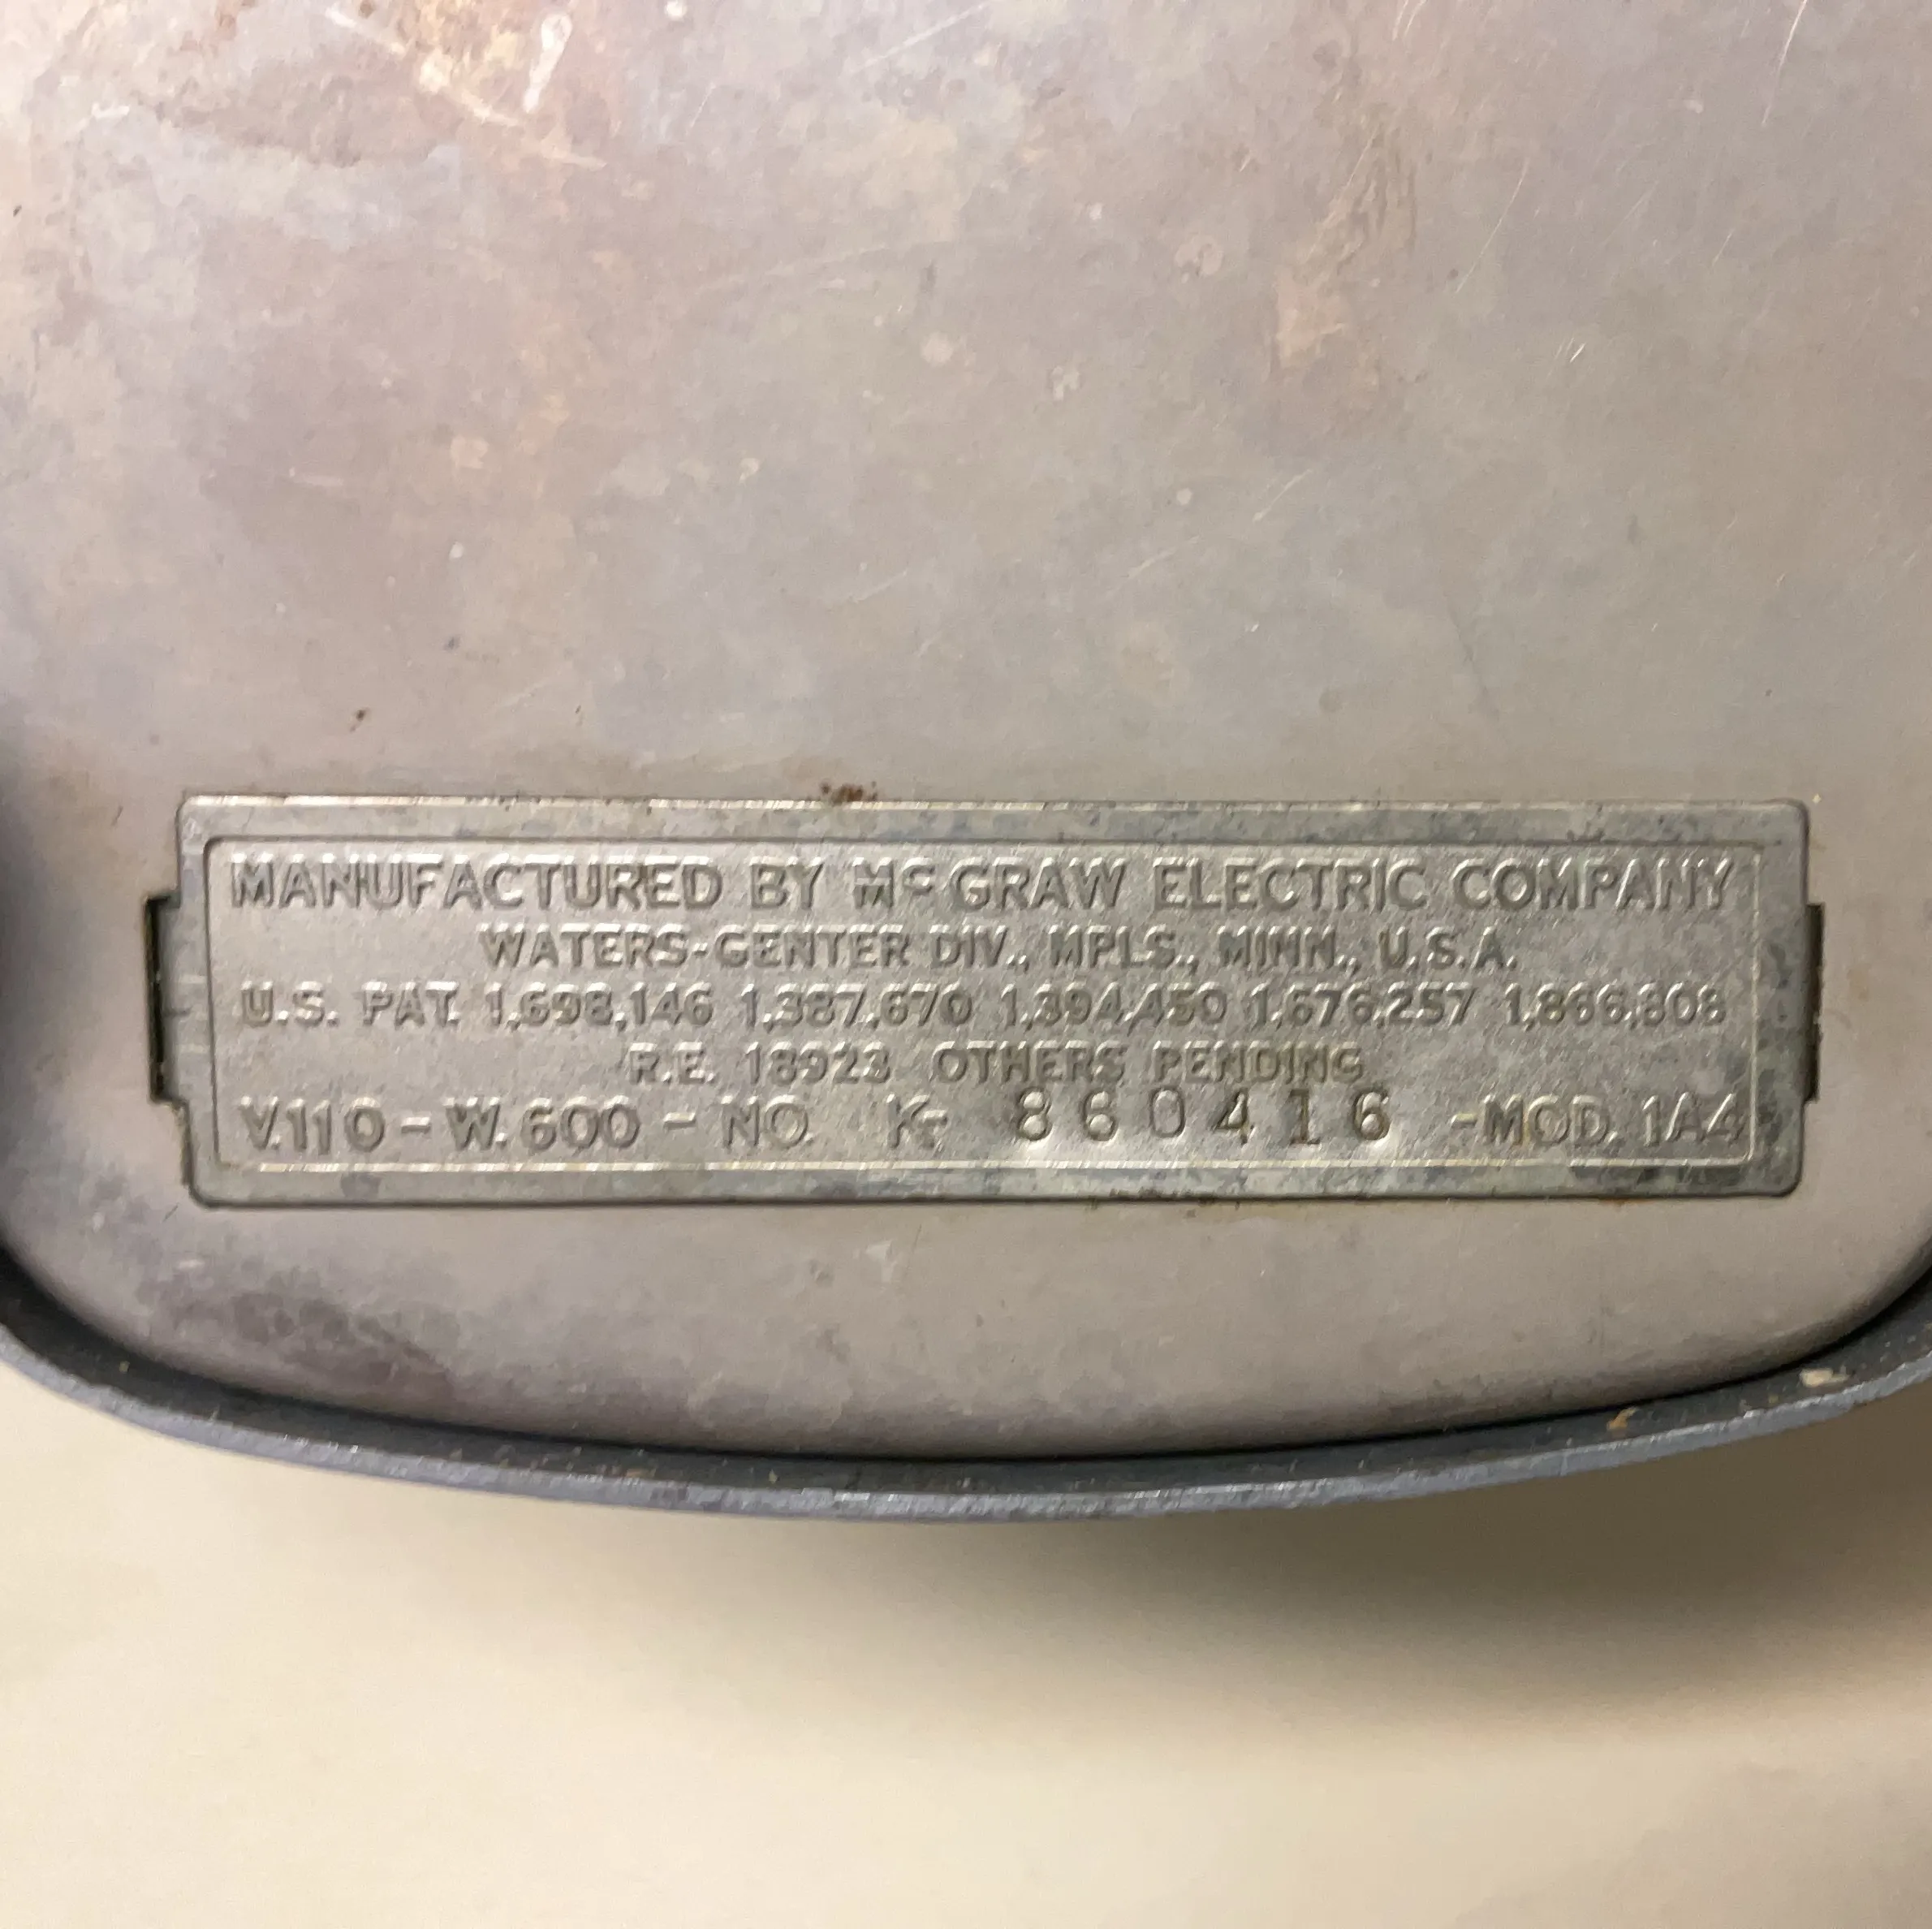 MANUFACTURED BY McGRAW ELECTRIC COMPANY
WATERS-GENTER DIV., MPLS., MINN., U.S.A.
U.S. PAT. 1,698,146 1,387,670 1,394,450 1,676,257 1,866,808
R.E. 18923 OTHERS PENDING
V.110 - W. 600 - NO. K- 860416 -MOD. 1A4